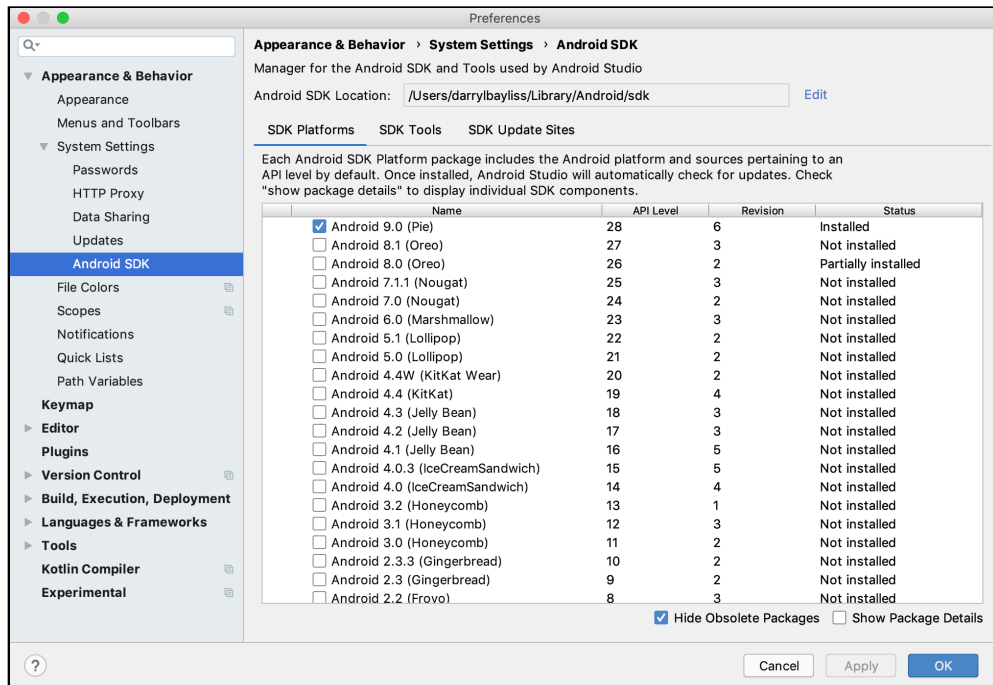 Preferences
Appearance & Behavior
Appearance
Menus and Toolbars
System Settings
Passwords
HTTP Proxy
Data Sharing
Updates
Android SDK
File Colors
Scopes
Notifications
Quick Lists
Path Variables
Keymap
Editor
Plugins
Version Control
Build, Execution, Deployment
Languages & Frameworks
Tools
Kotlin Compiler
Experimental
Appearance & Behavior › System Settings › Android SDK
Manager for the Android SDK and Tools used by Android Studio
Android SDK Location: /Users/darrylbayliss/Library/Android/sdk Edit
SDK Platforms SDK Tools SDK Update Sites
Each Android SDK Platform package includes the Android platform and sources pertaining to an
API level by default. Once installed, Android Studio will automatically check for updates. Check
"show package details" to display individual SDK components.
Name API Level Revision Status
Android 9.0 (Pie) 28 6 Installed
Android 8.1 (Oreo) 27 3 Not installed
Android 8.0 (Oreo) 26 2 Partially installed
Android 7.1.1 (Nougat) 25 3 Not installed
Android 7.0 (Nougat) 24 2 Not installed
Android 6.0 (Marshmallow) 23 3 Not installed
Android 5.1 (Lollipop) 22 2 Not installed
Android 5.0 (Lollipop) 21 2 Not installed
Android 4.4W (KitKat Wear) 20 2 Not installed
Android 4.4 (KitKat) 19 4 Not installed
Android 4.3 (Jelly Bean) 18 3 Not installed
Android 4.2 (Jelly Bean) 17 3 Not installed
Android 4.1 (Jelly Bean) 16 5 Not installed
Android 4.0.3 (IceCreamSandwich) 15 5 Not installed
Android 4.0 (IceCreamSandwich) 14 4 Not installed
Android 3.2 (Honeycomb) 13 1 Not installed
Android 3.1 (Honeycomb) 12 3 Not installed
Android 3.0 (Honeycomb) 11 2 Not installed
Android 2.3.3 (Gingerbread) 10 2 Not installed
Android 2.3 (Gingerbread) 9 2 Not installed
Android 2.2 (Froyo) 8 3 Not installed
Hide Obsolete Packages Show Package Details
? Cancel Apply OK